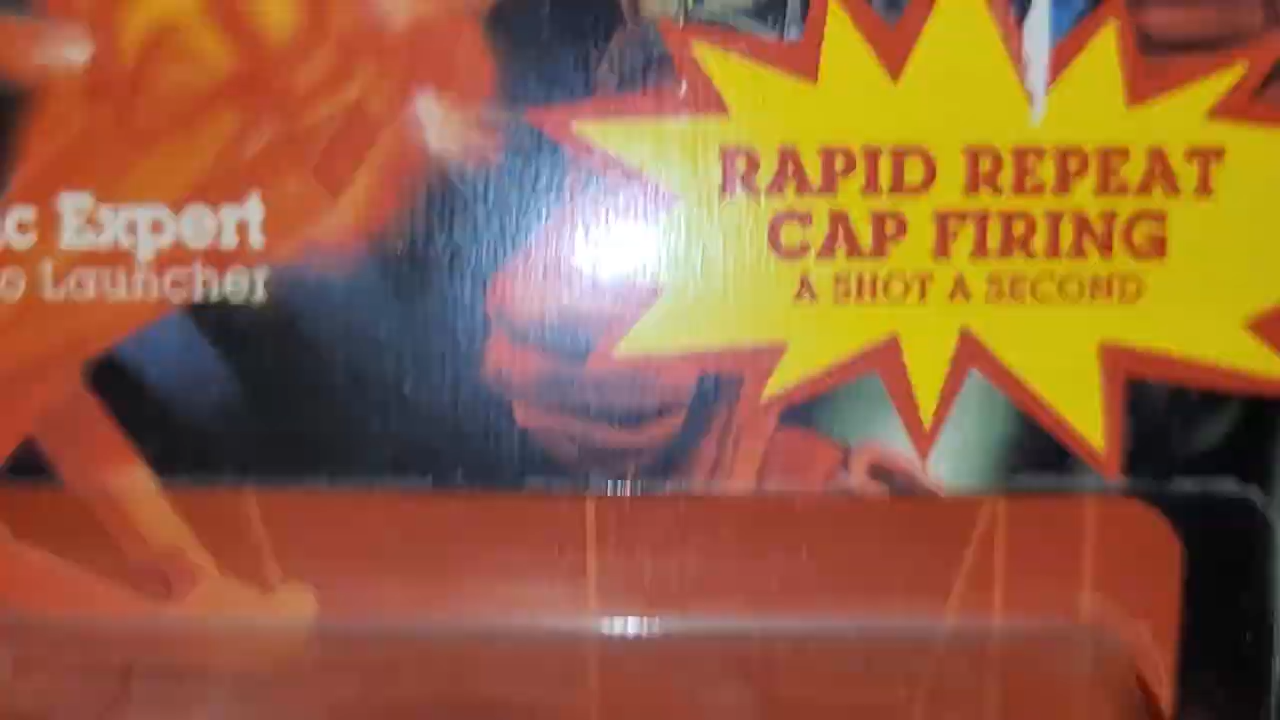 c Expert
o Launcher
RAPID REPEAT
CAP FIRING
A SHOT A SECOND